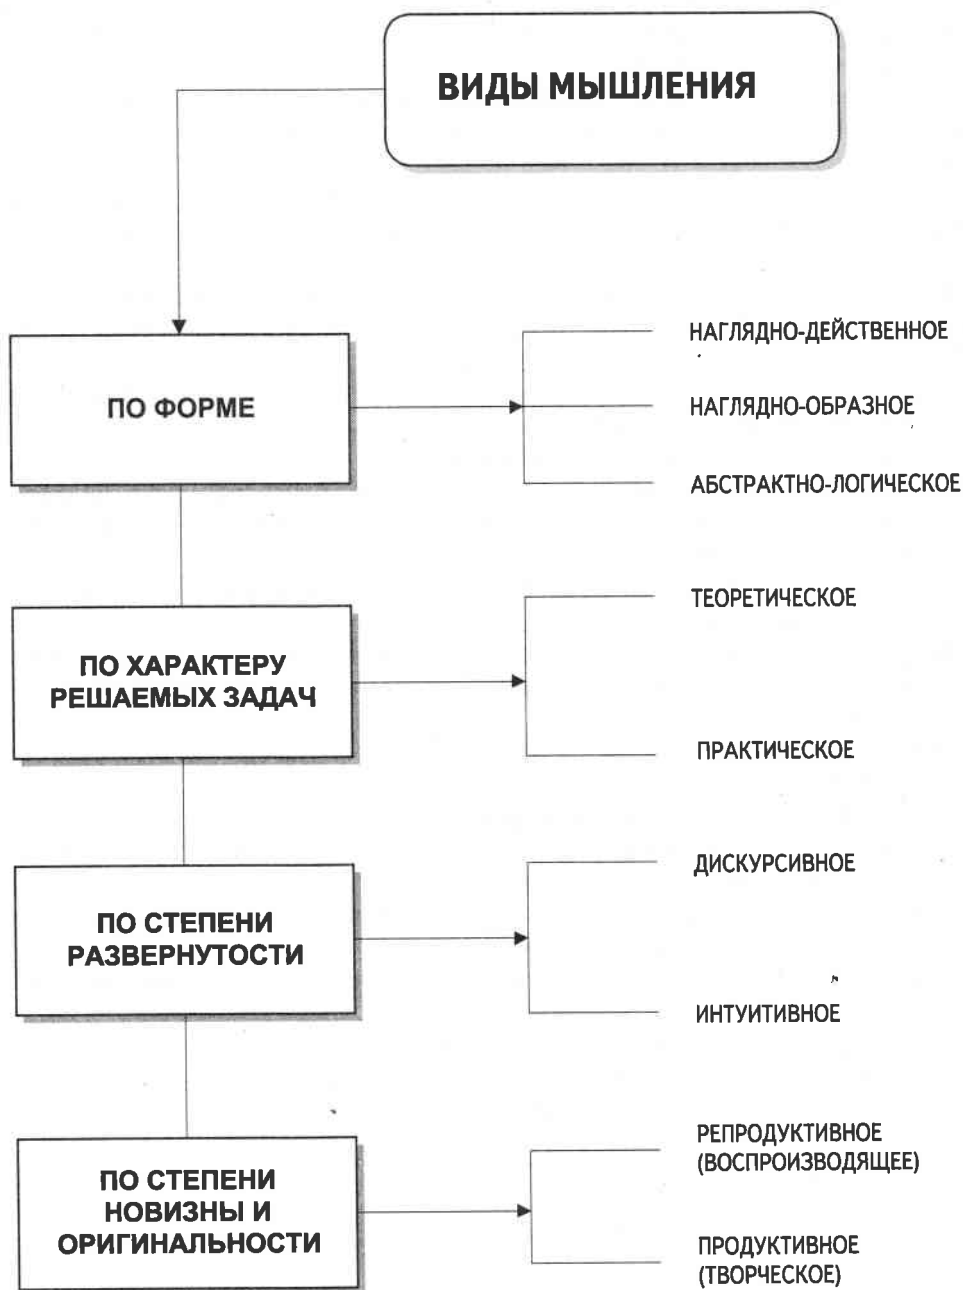 ВИДЫ МЫШЛЕНИЯ
ПО ФОРМЕ
НАГЛЯДНО-ДЕЙСТВЕННОЕ
НАГЛЯДНО-ОБРАЗНОЕ
АБСТРАКТНО-ЛОГИЧЕСКОЕ
ПО ХАРАКТЕРУ
РЕШАЕМЫХ ЗАДАЧ
ТЕОРЕТИЧЕСКОЕ
ПРАКТИЧЕСКОЕ
ПО СТЕПЕНИ
РАЗВЕРНУТОСТИ
ДИСКУРСИВНОЕ
ИНТУИТИВНОЕ
ПО СТЕПЕНИ
НОВИЗНЫ И
ОРИГИНАЛЬНОСТИ
РЕПРОДУКТИВНОЕ
(ВОСПРОИЗВОДЯЩЕЕ)
ПРОДУКТИВНОЕ
(ТВОРЧЕСКОЕ)